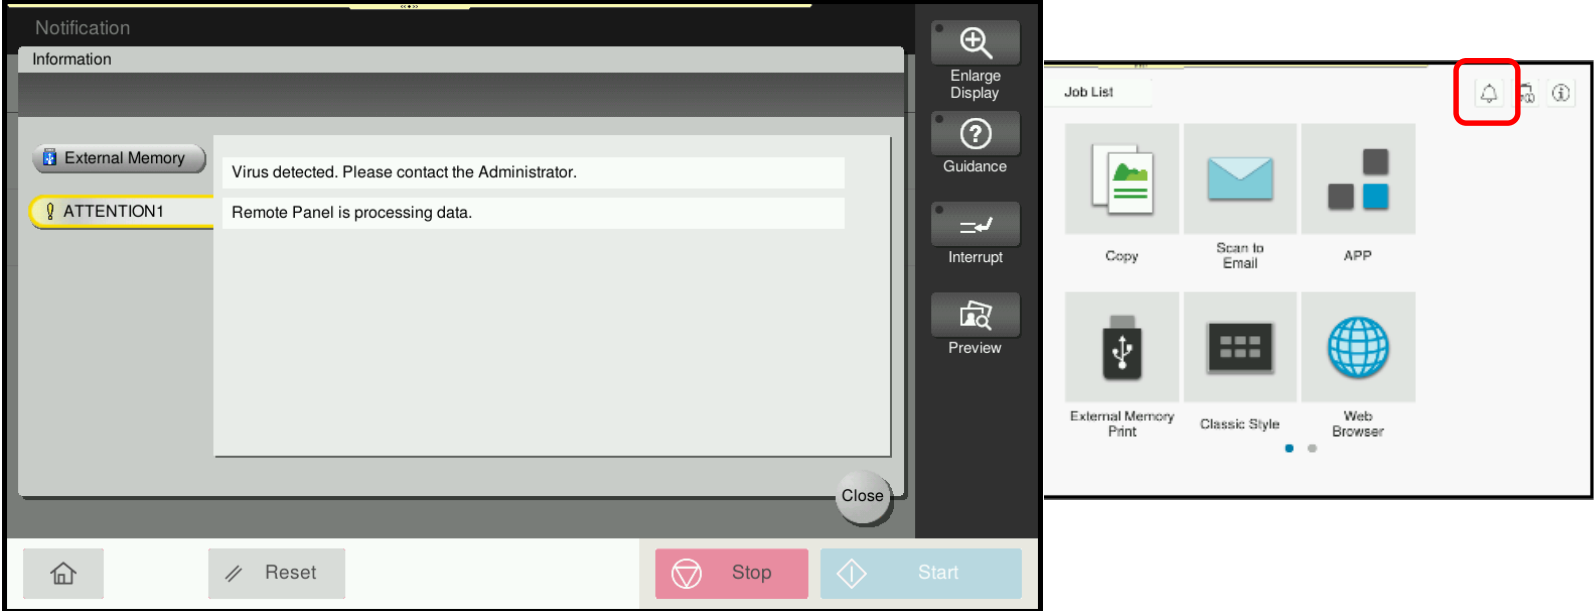 Notification
Information
External Memory
ATTENTION1
Virus detected. Please contact the Administrator.
Remote Panel is processing data.
Close
Enlarge
Display
Guidance
Interrupt
Preview
Reset
Stop
Start
Job List
Copy
Scan to
Email
APP
External Memory
Print
Classic Style
Web
Browser